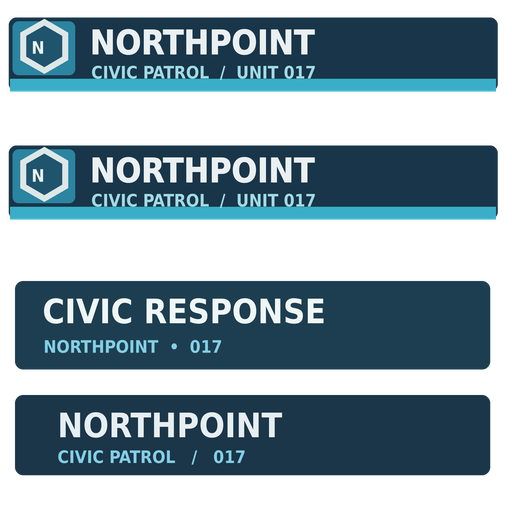 N
NORTHPOINT
CIVIC PATROL / UNIT 017
N
NORTHPOINT
CIVIC PATROL / UNIT 017
CIVIC RESPONSE
NORTHPOINT • 017
NORTHPOINT
CIVIC PATROL / 017